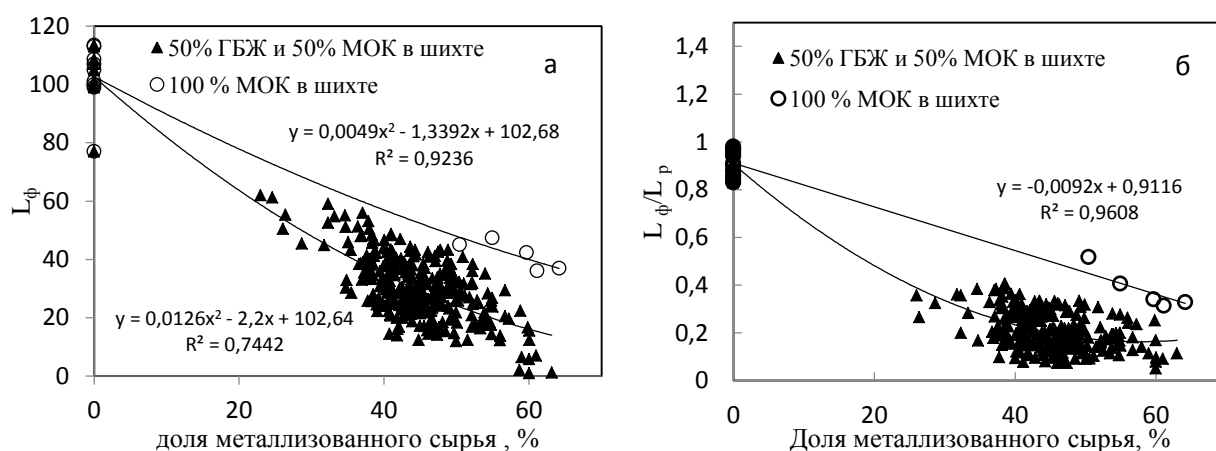 120
100
80
60
40
20
0
L ф
▲ 50% ГБЖ и 50% МОК в шихте
○ 100 % МОК в шихте
а
y = 0,0049x² - 1,3392x + 102,68
R² = 0,9236
y = 0,0126x² - 2,2x + 102,64
R² = 0,7442
0 20 40 60
доля металлизованного сырья , %
1,4
1,2
1
0,8
0,6
0,4
0,2
0
L ф/L р
▲ 50% ГБЖ и 50% МОК в шихте
○ 100 % МОК в шихте
б
y = -0,0092x + 0,9116
R² = 0,9608
0 20 40 60
Доля металлизованного сырья, %